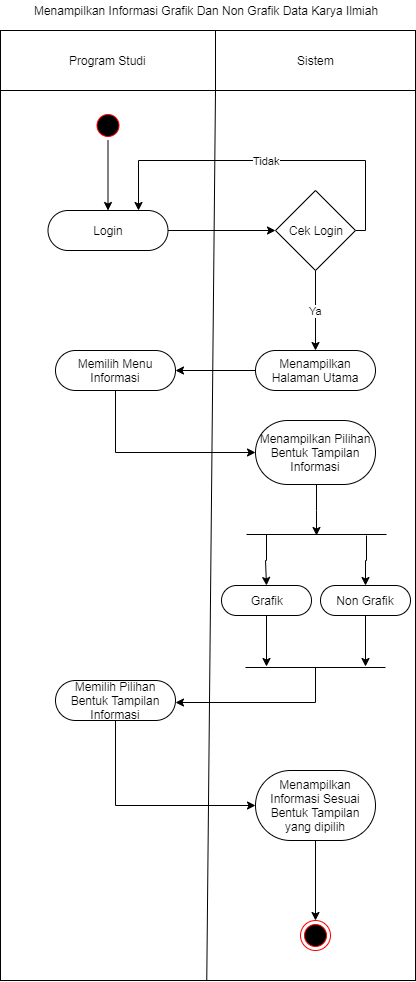 Menampilkan Informasi Grafik Dan Non Grafik Data Karya Ilmiah
Program Studi
Sistem
Tidak
Login
Cek Login
Ya
Memilih Menu
Informasi
Menampilkan
Halaman Utama
Menampilkan Pilihan
Bentuk Tampilan
Informasi
Grafik
Non Grafik
Memilih Pilihan
Bentuk Tampilan
Informasi
Menampilkan
Informasi Sesuai
Bentuk Tampilan
yang dipilih